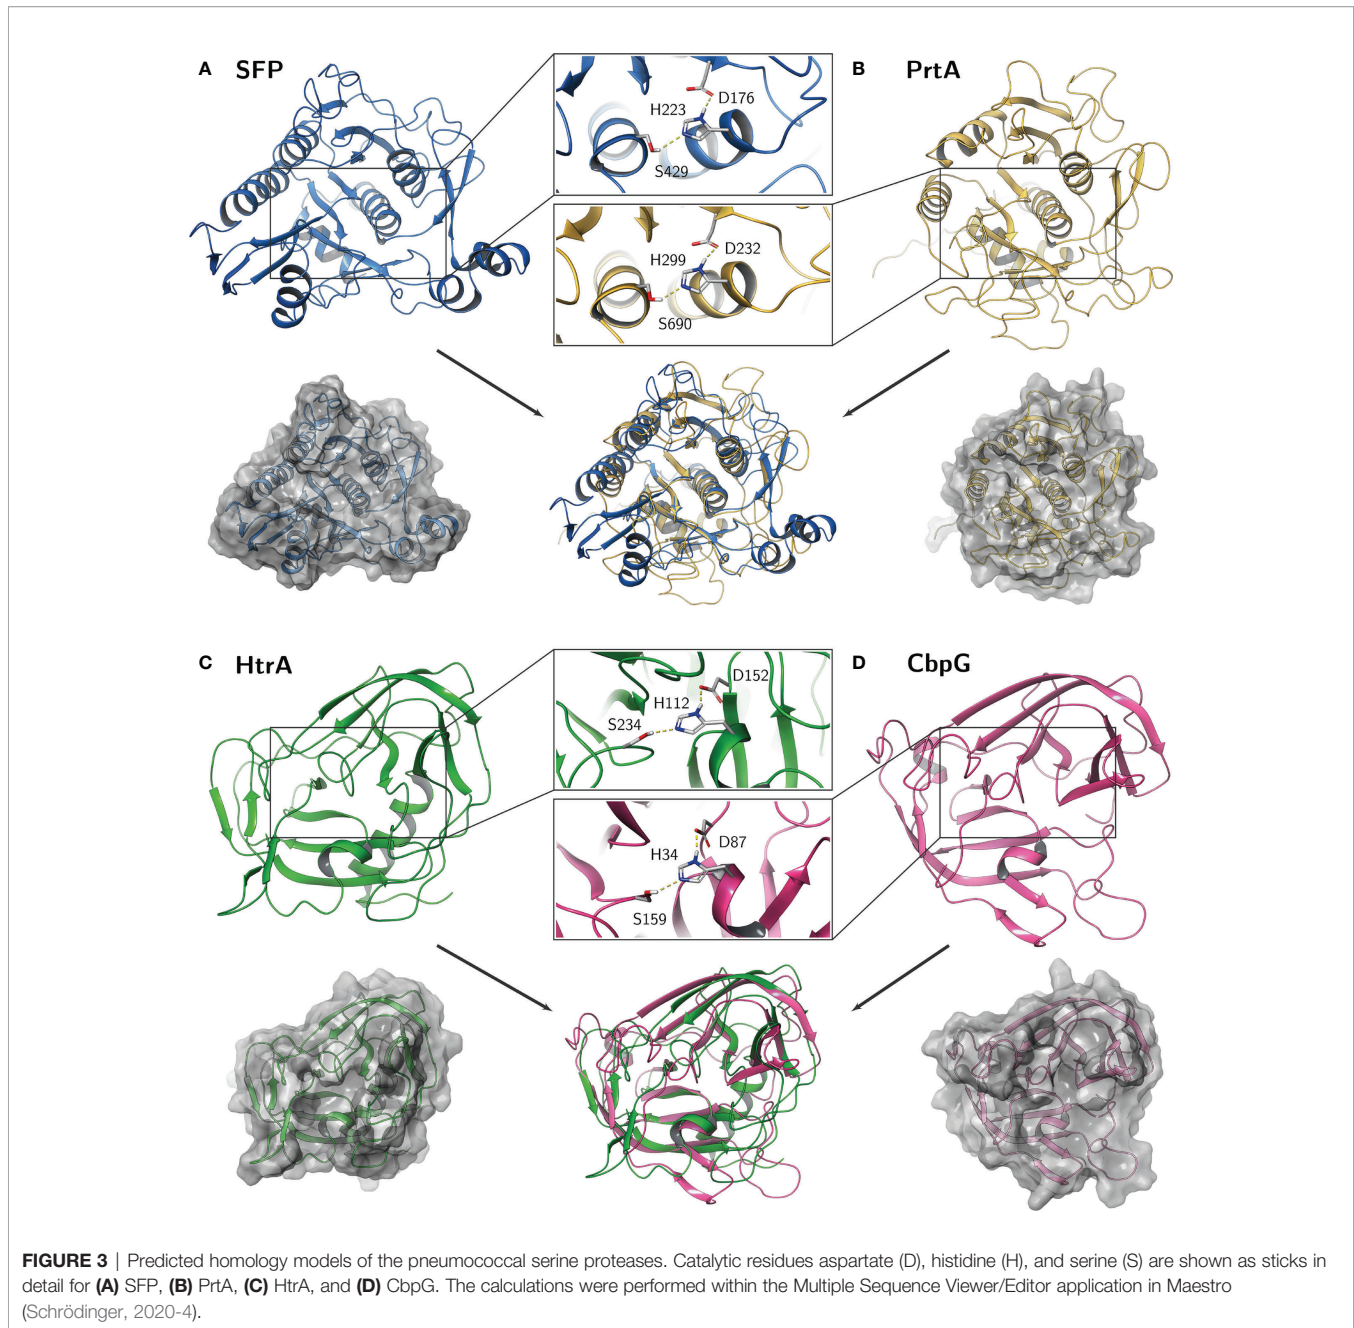 A SFP
H223
D176
S429
B PrtA
H299
D232
S690
C HtrA
D152
H112
S234
D CbpG
D87
H34
S159
FIGURE 3 | Predicted homology models of the pneumococcal serine proteases. Catalytic residues aspartate (D), histidine (H), and serine (S) are shown as sticks in
detail for (A) SFP, (B) PrtA, (C) HtrA, and (D) CbpG. The calculations were performed within the Multiple Sequence Viewer/Editor application in Maestro
(Schrödinger, 2020-4).